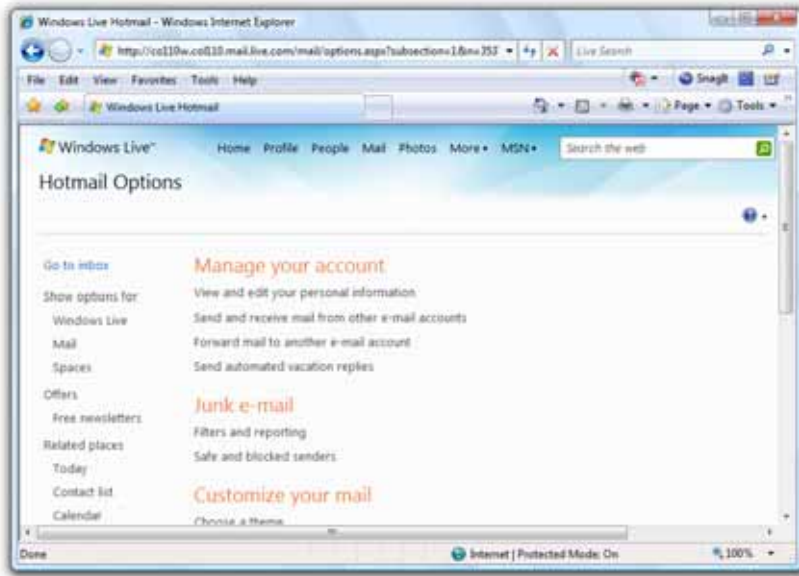 Windows Live Hotmail - Windows Internet Explorer
Live Search
File Edit View Favorites Tools Help
SnagIt
Windows Live Hotmail
Page Tools
Windows Live™ Home Profile People Mail Photos More MSN Search the web
Hotmail Options
Go to inbox
Show options for
Windows Live
Mail
Spaces
Offers
Free newsletters
Related places
Today
Contact list
Calendar
Manage your account
View and edit your personal information
Send and receive mail from other e-mail accounts
Forward mail to another e-mail account
Send automated vacation replies
Junk e-mail
Filters and reporting
Safe and blocked senders
Customize your mail
Choose a theme
Done Internet | Protected Mode: On 100%